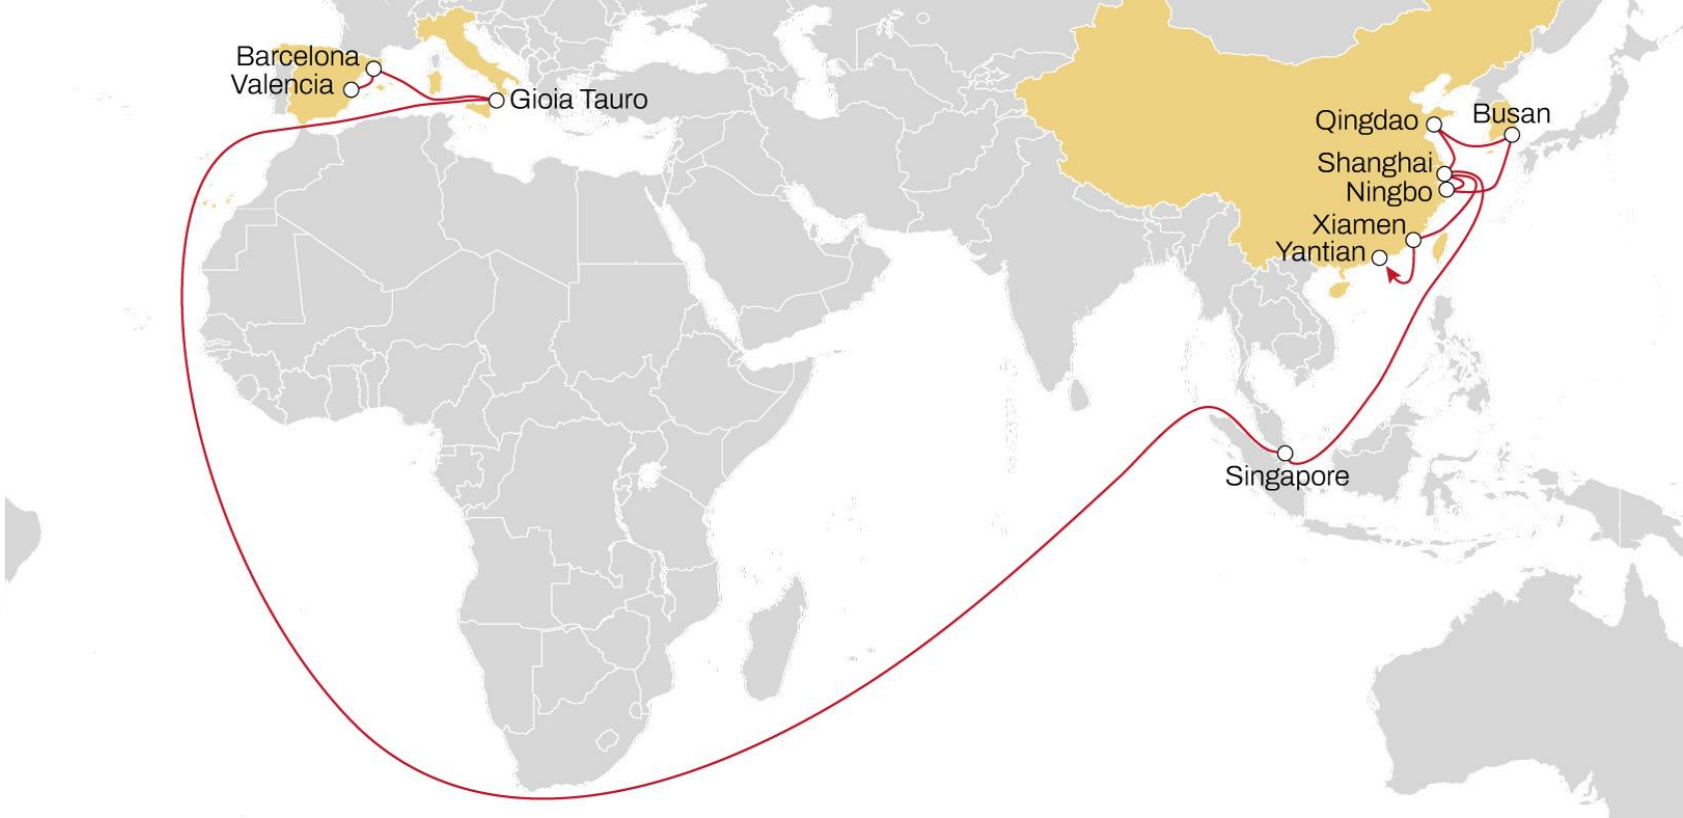 Barcelona
Valencia
Gioia Tauro
Qingdao
Busan
Shanghai
Ningbo
Xiamen
Yantian
Singapore